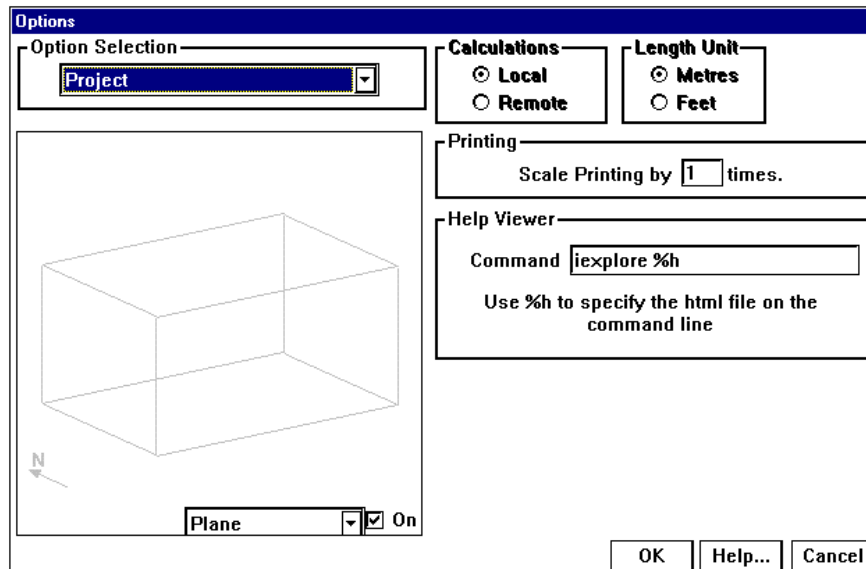 Options
Option Selection
Project
Calculations
Local
Remote
Length Unit
Metres
Feet
Printing
Scale Printing by 1 times.
Help Viewer
Command iexplore %h
Use %h to specify the html file on the
command line
N
Plane
On
OK
Help...
Cancel